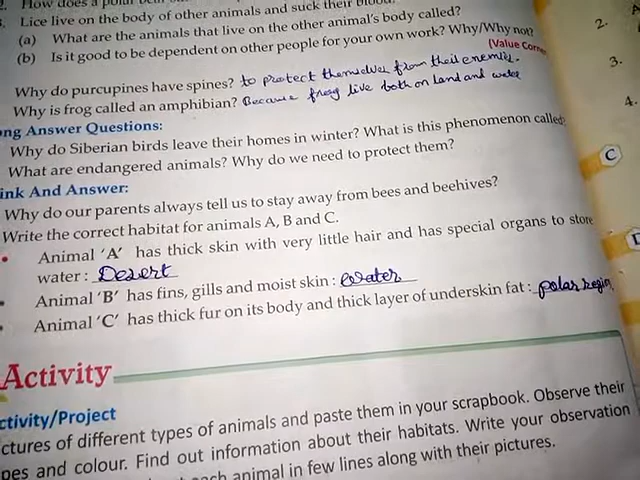 How does a polar
Lice live on the body of other animals and suck their blood.
(a) What are the animals that live on the other animal's body called?
(b) Is it good to be dependent on other people for your own work? Why/Why not?
(Value Corne
Why do purcupines have spines? to protect themselves from their enemies.
Why is frog called an amphibian? Because frog live both on land and water
ng Answer Questions:
Why do Siberian birds leave their homes in winter? What is this phenomenon called
What are endangered animals? Why do we need to protect them?
ink And Answer:
Why do our parents always tell us to stay away from bees and beehives?
Write the correct habitat for animals A, B and C.
• Animal 'A' has thick skin with very little hair and has special organs to store
water : Desert
• Animal 'B' has fins, gills and moist skin : Water
• Animal 'C' has thick fur on its body and thick layer of underskin fat : polar region
Activity
ctivity/Project
ctures of different types of animals and paste them in your scrapbook. Observe their
pes and colour. Find out information about their habitats. Write your observation
each animal in few lines along with their pictures.
2.
3.
4.
C